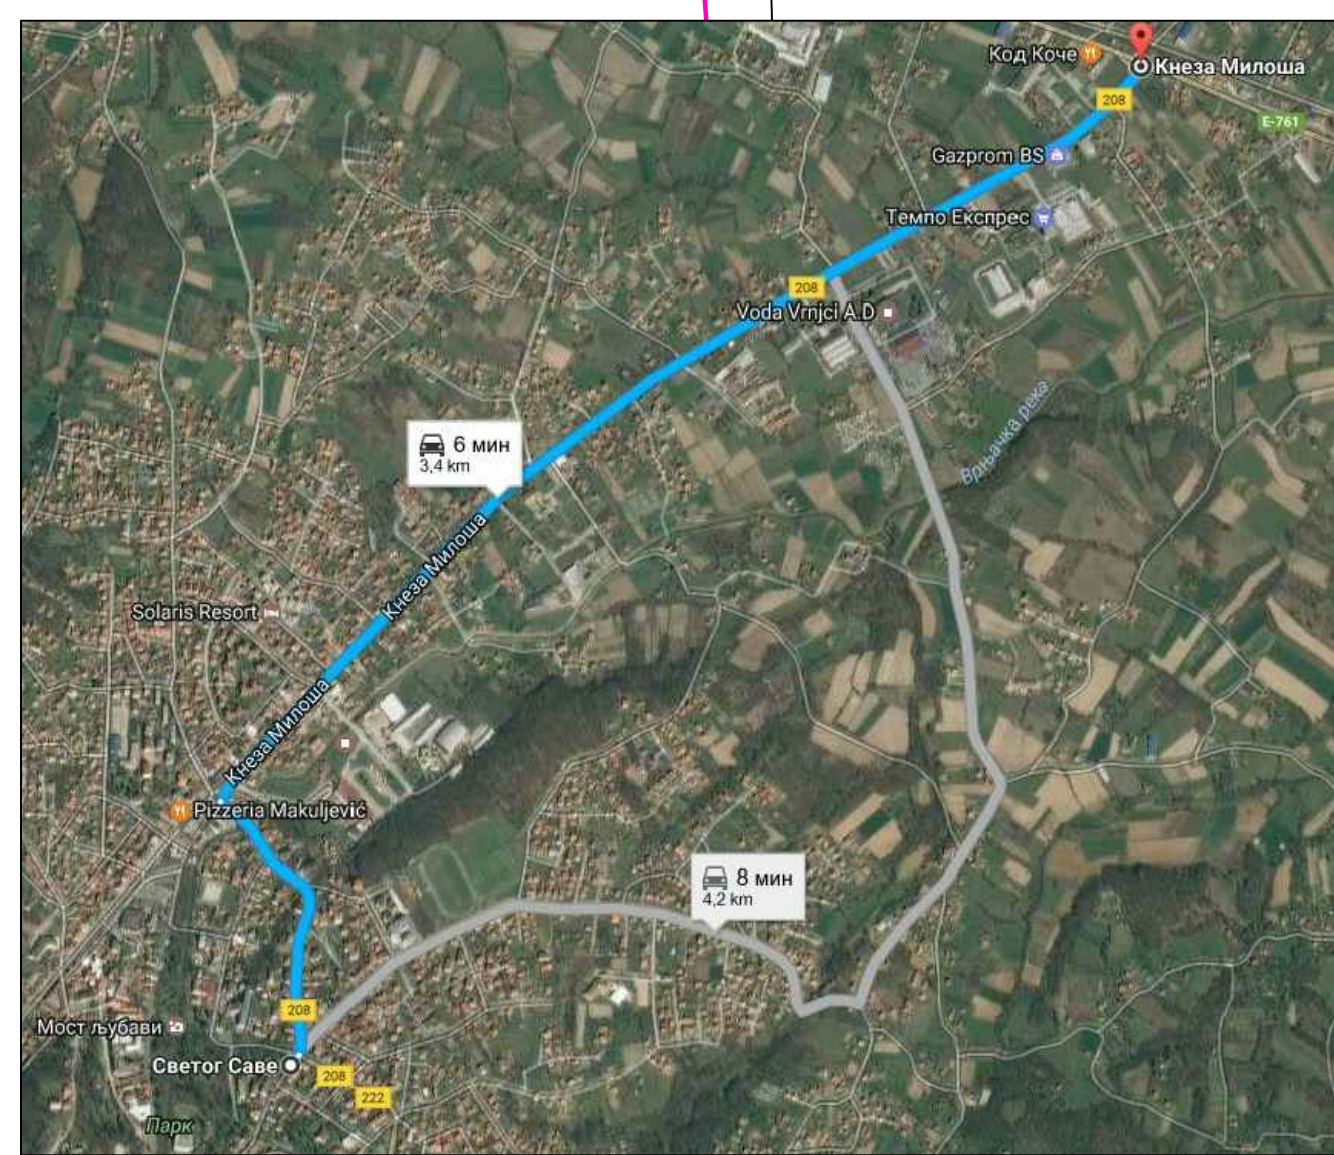 Код Коче
Кнеза Милоша
208
E-761
Gazprom BS
Темпо Експрес
208
Voda Vrnjci A.D
Врњачка река
6 мин
3,4 km
Кнеза Милоша
Solaris Resort
Кнеза Милоша
Pizzeria Makuljević
8 мин
4,2 km
208
Мост љубави
Светог Саве
208
222
Парк